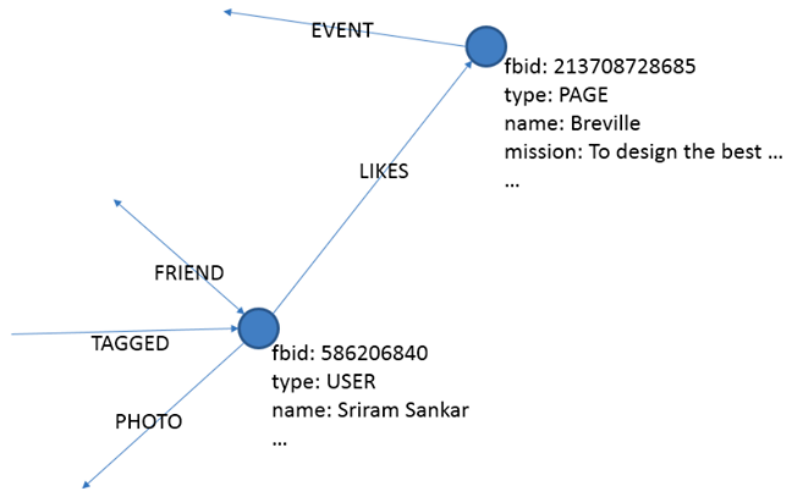 EVENT
fbid: 213708728685
type: PAGE
name: Breville
mission: To design the best ...
...
LIKES
FRIEND
TAGGED
fbid: 586206840
type: USER
name: Sriram Sankar
...
PHOTO